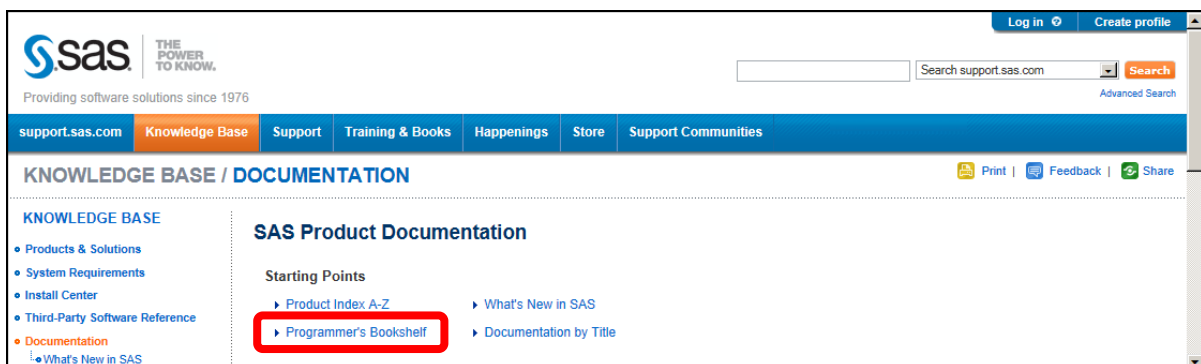 Log in Create profile
sas THE POWER TO KNOW.
Search support.sas.com Search
Advanced Search
Providing software solutions since 1976
support.sas.com Knowledge Base Support Training & Books Happenings Store Support Communities
KNOWLEDGE BASE / DOCUMENTATION Print | Feedback | Share
KNOWLEDGE BASE
Products & Solutions
System Requirements
Install Center
Third-Party Software Reference
Documentation
What's New in SAS
SAS Product Documentation
Starting Points
Product Index A-Z What's New in SAS
Programmer's Bookshelf Documentation by Title